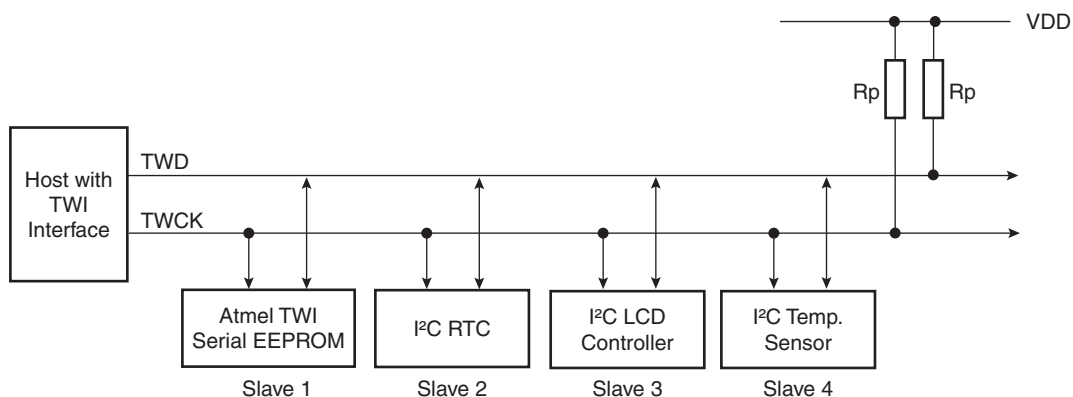 VDD
Rp
Rp
Host with
TWI
Interface
TWD
TWCK
Atmel TWI
Serial EEPROM
Slave 1
I²C RTC
Slave 2
I²C LCD
Controller
Slave 3
I²C Temp.
Sensor
Slave 4